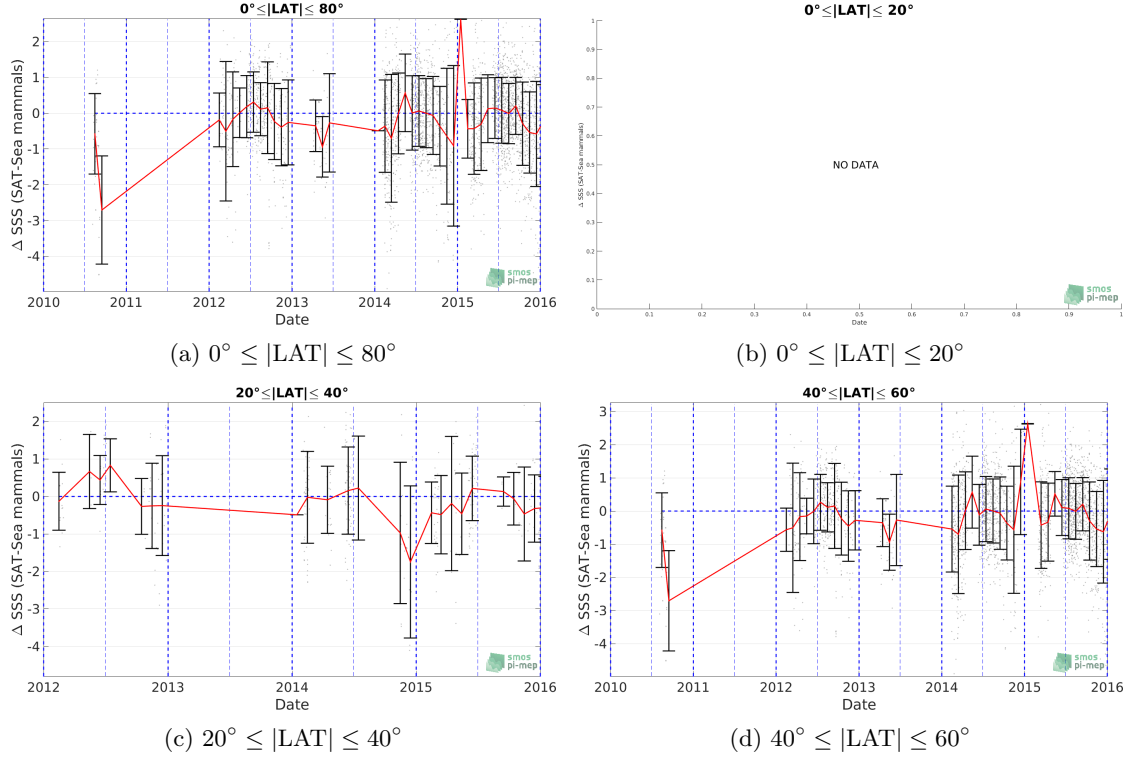 0°≤|LAT|≤ 80°
2
1
0
-1
-2
-3
-4
Δ SSS (SAT-Sea mammals)
2010 2011 2012 2013 2014 2015 2016
Date
smos
pi-mep
(a) 0° ≤ |LAT| ≤ 80°
0°≤|LAT|≤ 20°
1
0.9
0.8
0.7
0.6
0.5
0.4
0.3
0.2
0.1
0
Δ SSS (SAT-Sea mammals)
NO DATA
0 0.1 0.2 0.3 0.4 0.5 0.6 0.7 0.8 0.9 1
Date
smos
pi-mep
(b) 0° ≤ |LAT| ≤ 20°
20°≤|LAT|≤ 40°
2
1
0
-1
-2
-3
-4
Δ SSS (SAT-Sea mammals)
2012 2013 2014 2015 2016
Date
smos
pi-mep
(c) 20° ≤ |LAT| ≤ 40°
40°≤|LAT|≤ 60°
3
2
1
0
-1
-2
-3
-4
Δ SSS (SAT-Sea mammals)
2010 2011 2012 2013 2014 2015 2016
Date
smos
pi-mep
(d) 40° ≤ |LAT| ≤ 60°